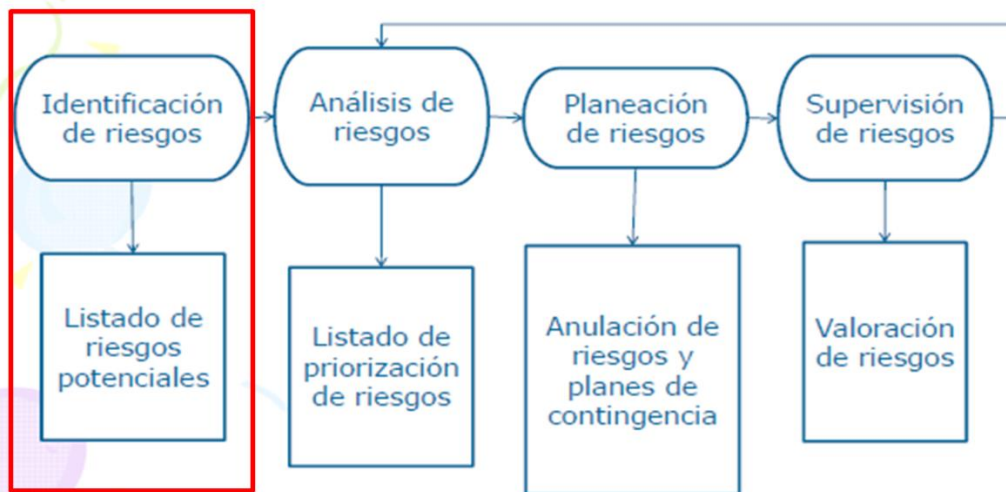 Identificación
de riesgos
Análisis de
riesgos
Planeación
de riesgos
Supervisión
de riesgos
Listado de
riesgos
potenciales
Listado de
priorización
de riesgos
Anulación de
riesgos y
planes de
contingencia
Valoración
de riesgos